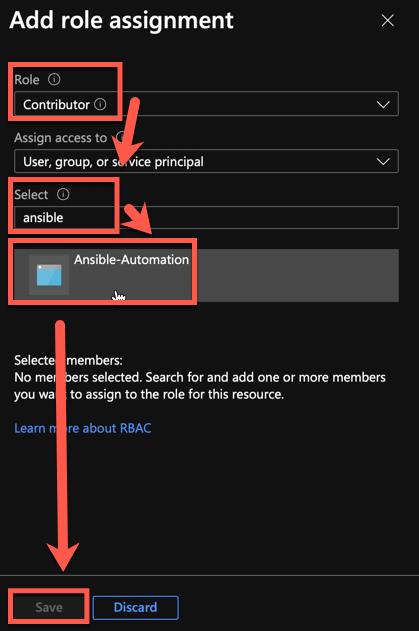 Add role assignment
Role
Contributor
Assign access to
User, group, or service principal
Select
ansible
Ansible-Automation
Selected members:
No members selected. Search for and add one or more members
you want to assign to the role for this resource.
Learn more about RBAC
Save
Discard